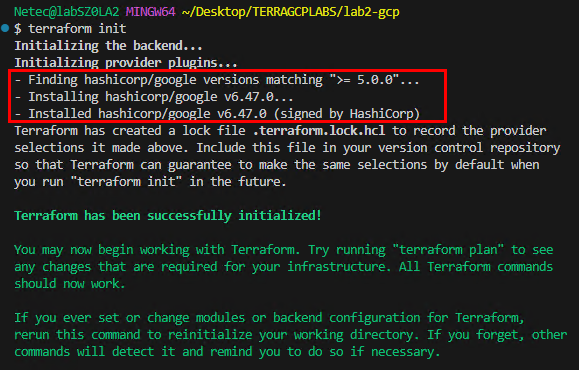 Netec@labSZ0LA2 MINGW64 ~/Desktop/TERRAGCPLABS/lab2-gcp
$ terraform init
Initializing the backend...
Initializing provider plugins...
- Finding hashicorp/google versions matching ">= 5.0.0"...
- Installing hashicorp/google v6.47.0...
- Installed hashicorp/google v6.47.0 (signed by HashiCorp)
Terraform has created a lock file .terraform.lock.hcl to record the provider
selections it made above. Include this file in your version control repository
so that Terraform can guarantee to make the same selections by default when
you run "terraform init" in the future.
Terraform has been successfully initialized!
You may now begin working with Terraform. Try running "terraform plan" to see
any changes that are required for your infrastructure. All Terraform commands
should now work.
If you ever set or change modules or backend configuration for Terraform,
rerun this command to reinitialize your working directory. If you forget, other
commands will detect it and remind you to do so if necessary.